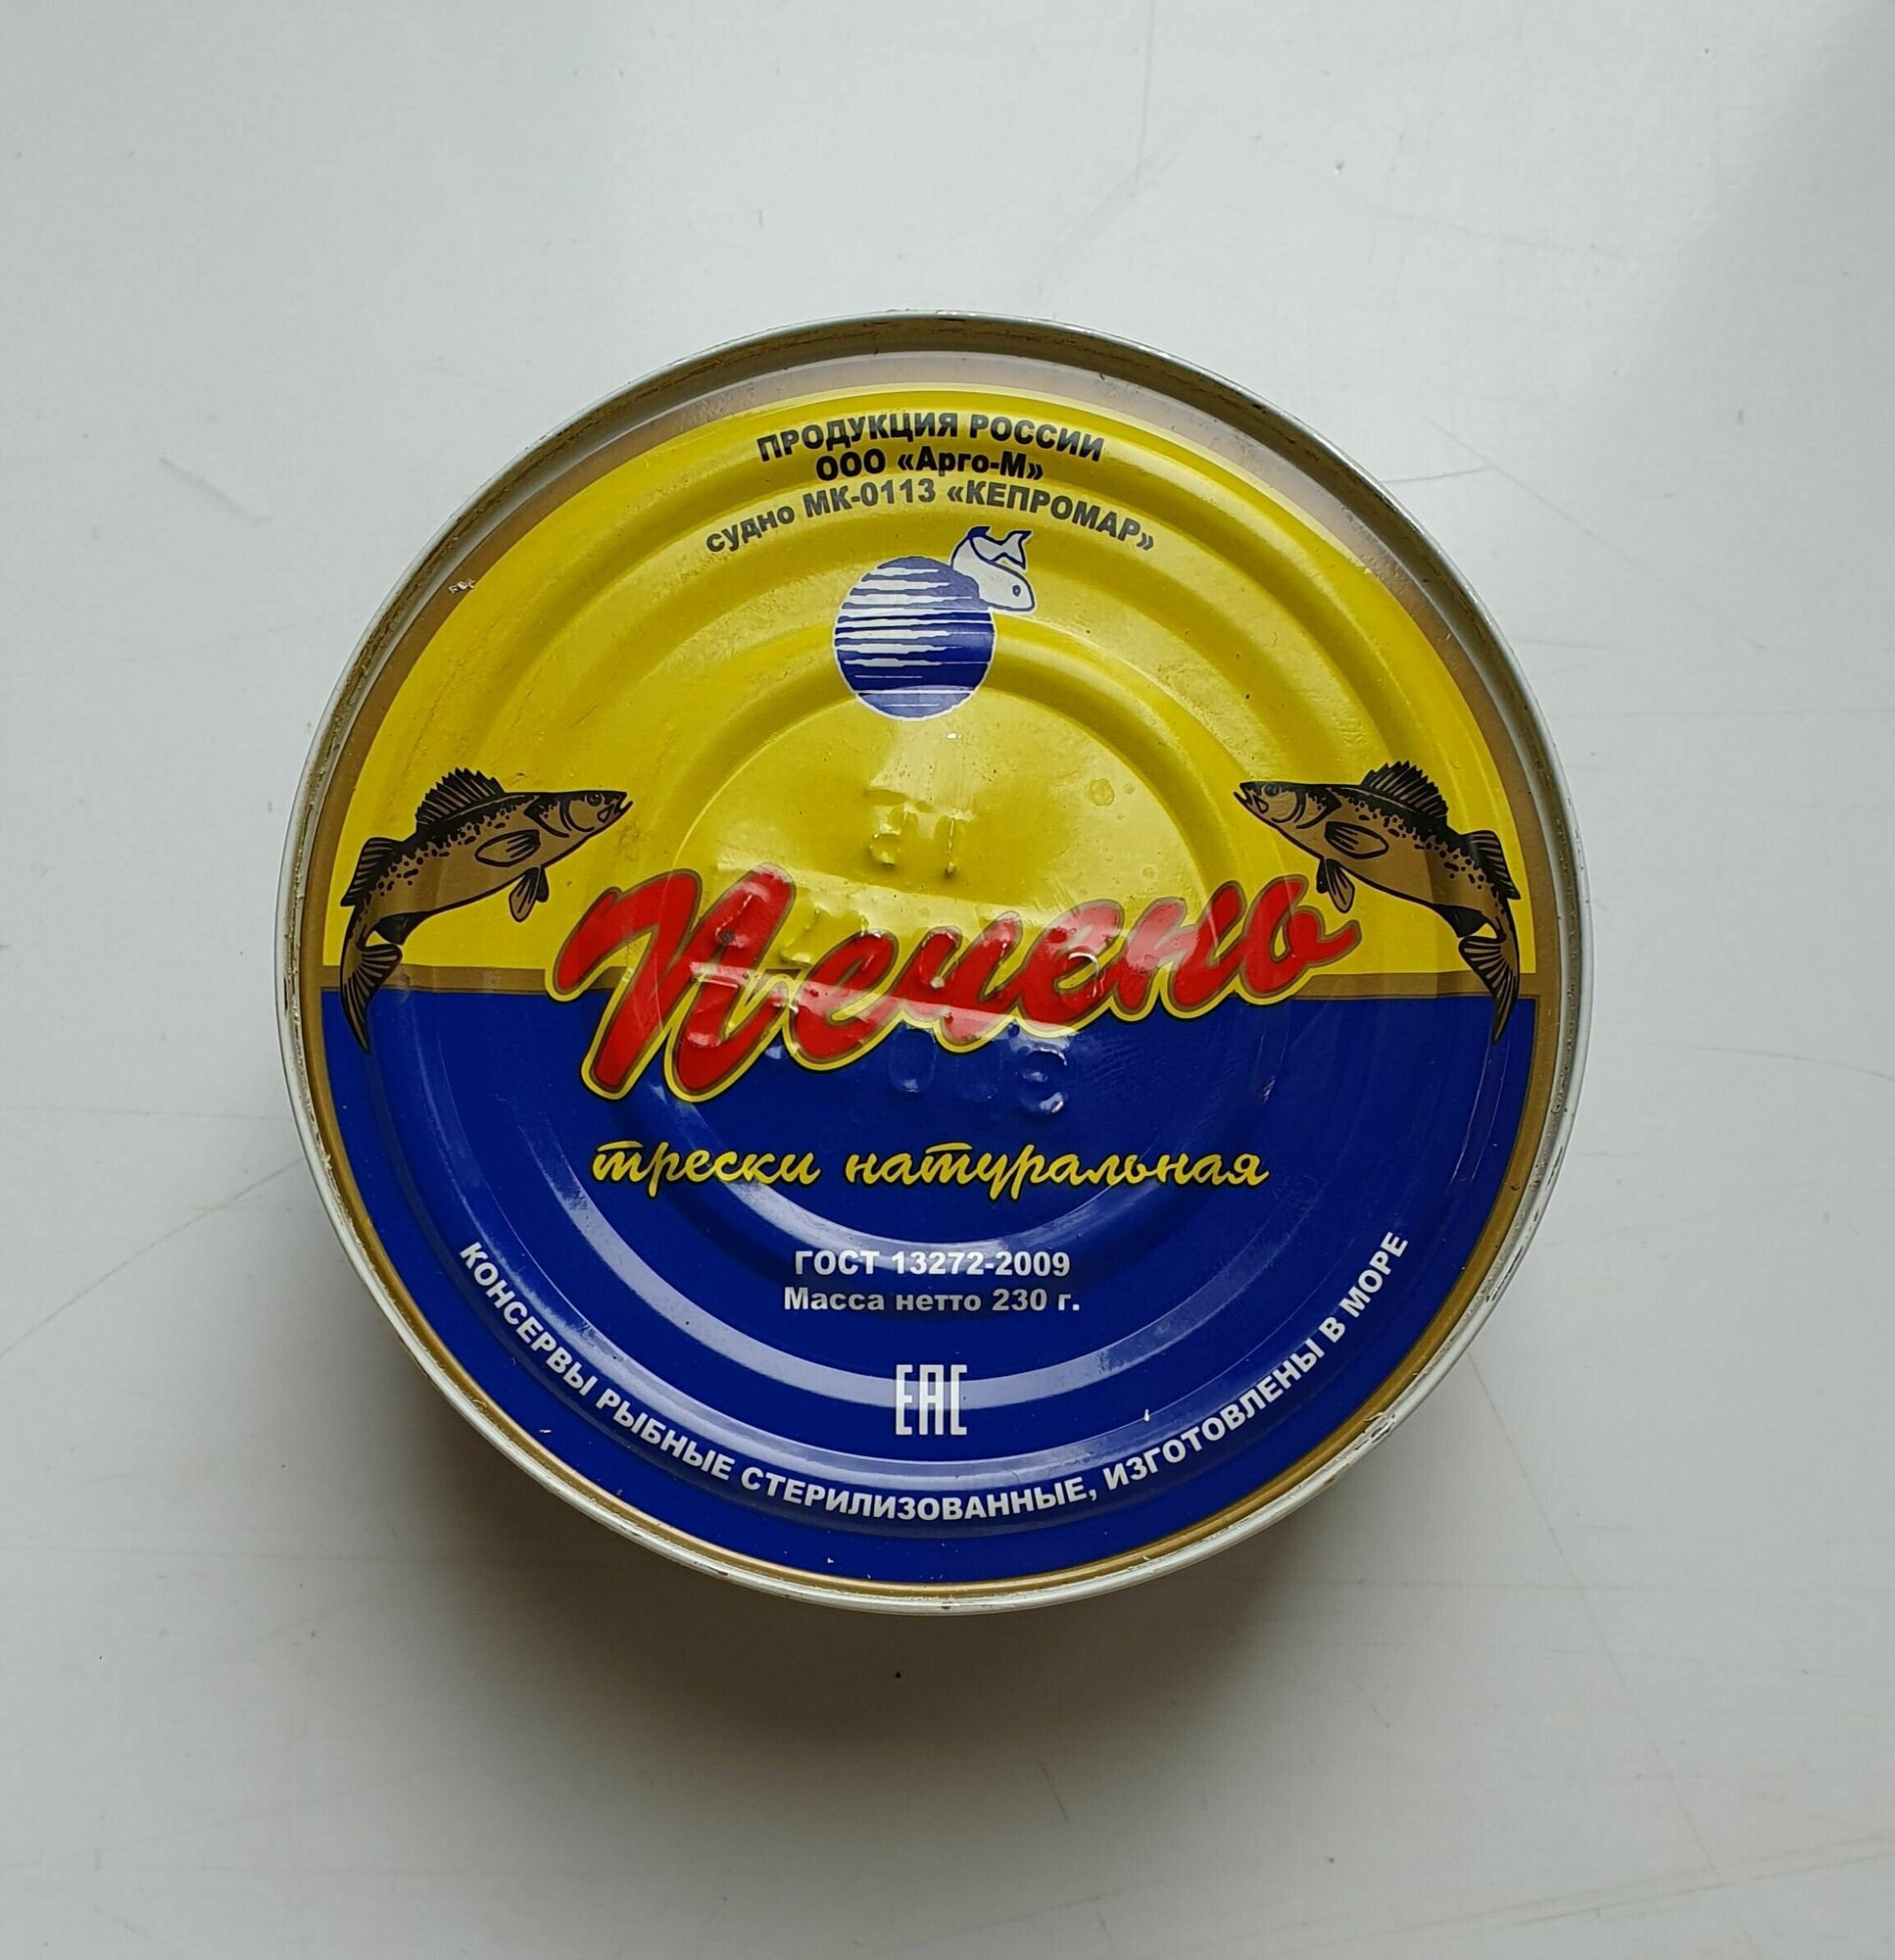 ПРОДУКЦИЯ РОССИИ
ООО «Арго-М»
судно МК-0113 «КЕПРОМАР»
Печень
трески натуральная
ГОСТ 13272-2009
Масса нетто 230 г.
ЕАС
КОНСЕРВЫ РЫБНЫЕ СТЕРИЛИЗОВАННЫЕ, ИЗГОТОВЛЕНЫ В МОРЕ